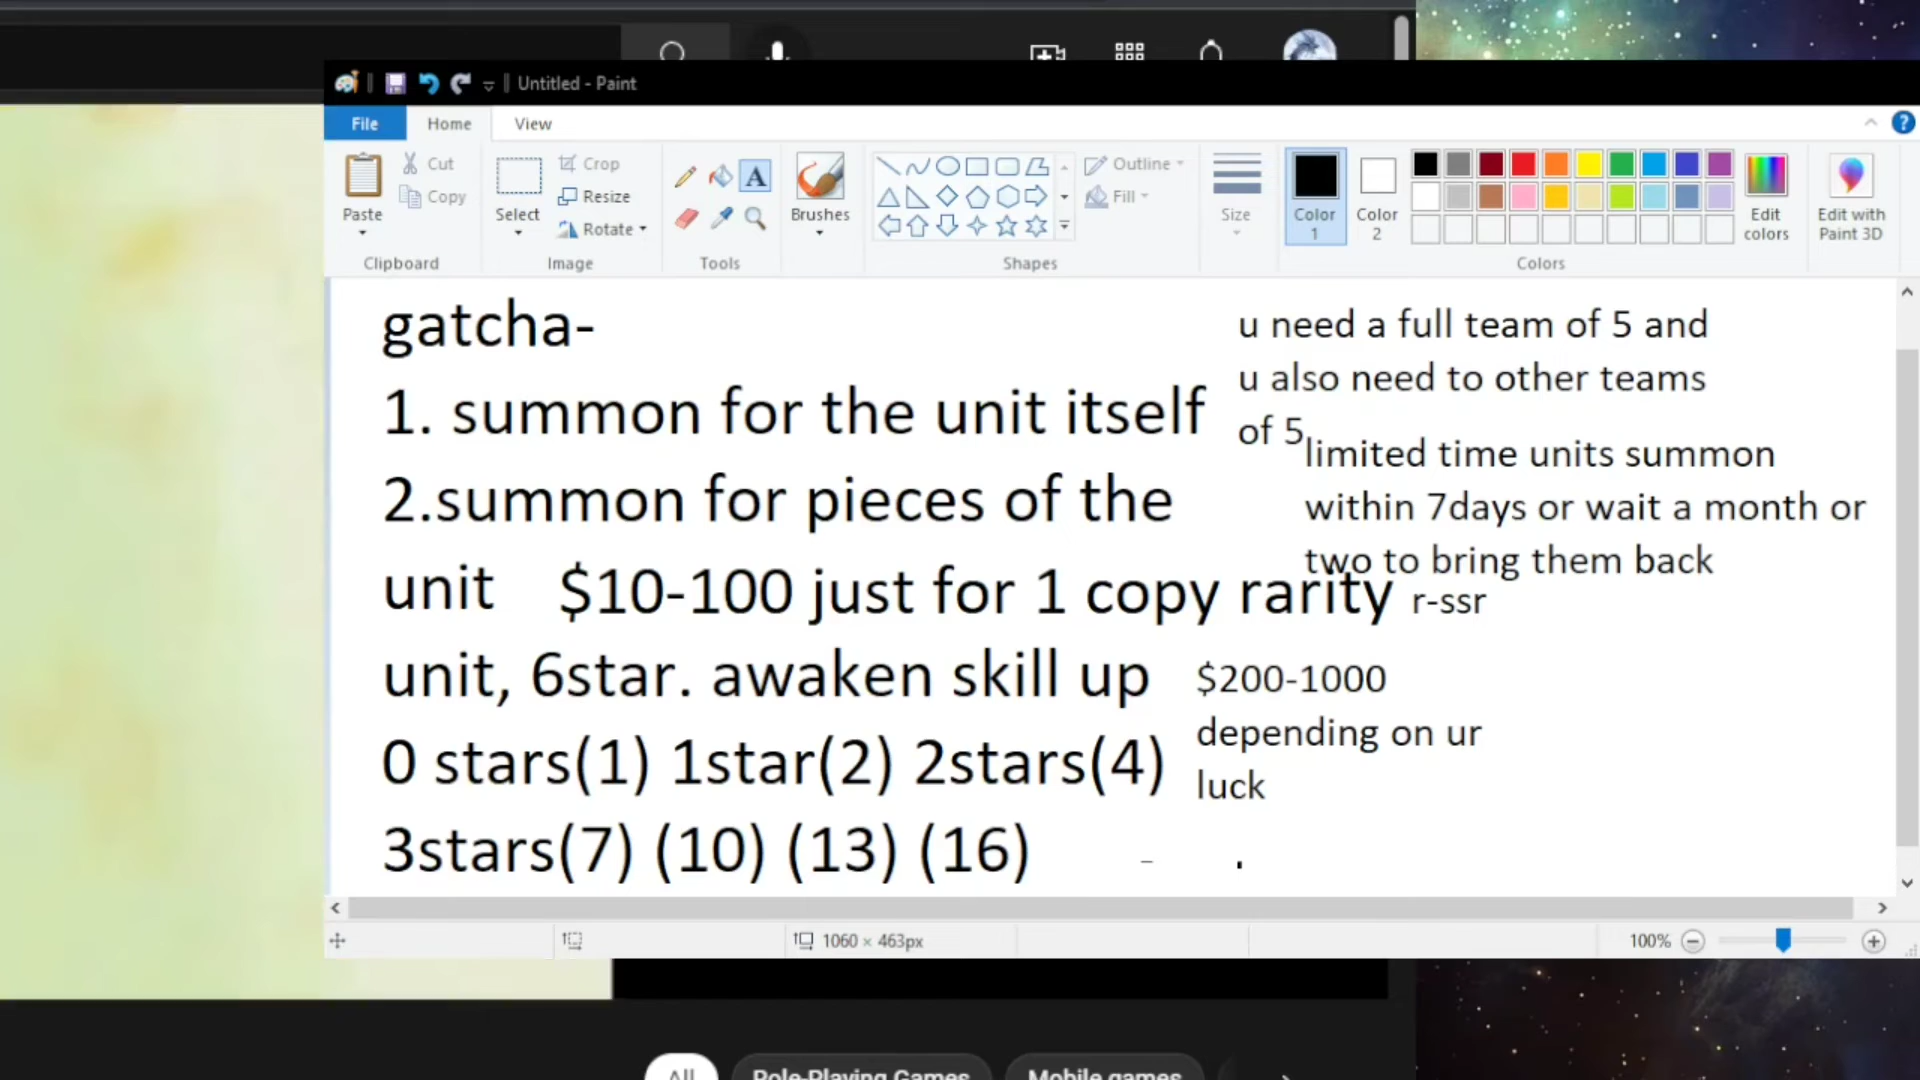 Untitled - Paint
File Home View
Paste
Cut
Copy
Clipboard
Select
Crop
Resize
Rotate
Image
Tools
Brushes
Shapes
Outline
Fill
Size
Color 1
Color 2
Edit colors
Edit with Paint 3D
Colors
gatcha-
1. summon for the unit itself
2.summon for pieces of the
unit $10-100 just for 1 copy rarity r-ssr
unit, 6star. awaken skill up
0 stars(1) 1star(2) 2stars(4)
3stars(7) (10) (13) (16)
u need a full team of 5 and
u also need to other teams
of 5
limited time units summon
within 7days or wait a month or
two to bring them back
$200-1000
depending on ur
luck
1060 × 463px
100%
All Role-Playing Games Mobile games